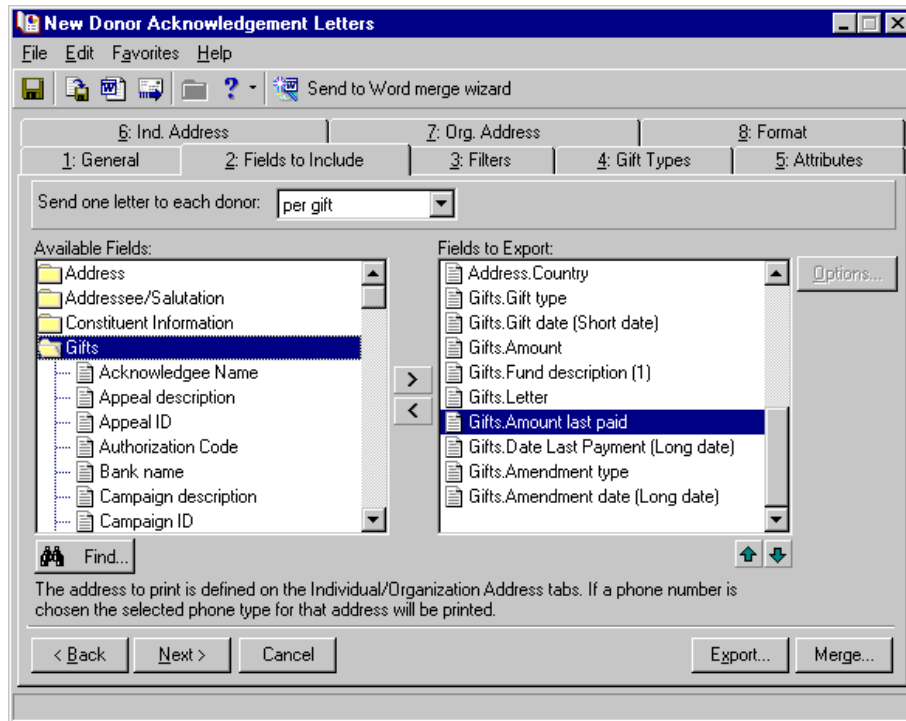 New Donor Acknowledgement Letters
File Edit Favorites Help
? Send to Word merge wizard
6: Ind. Address 7: Org. Address 8: Format
1: General 2: Fields to Include 3: Filters 4: Gift Types 5: Attributes
Send one letter to each donor: per gift
Available Fields:
Address
Addressee/Salutation
Constituent Information
Gifts
Acknowledgee Name
Appeal description
Appeal ID
Authorization Code
Bank name
Campaign description
Campaign ID
Find...
>
<
Fields to Export:
Address.Country
Gifts.Gift type
Gifts.Gift date (Short date)
Gifts.Amount
Gifts.Fund description (1)
Gifts.Letter
Gifts.Amount last paid
Gifts.Date Last Payment (Long date)
Gifts.Amendment type
Gifts.Amendment date (Long date)
Options...
The address to print is defined on the Individual/Organization Address tabs. If a phone number is
chosen the selected phone type for that address will be printed.
< Back Next > Cancel Export... Merge...